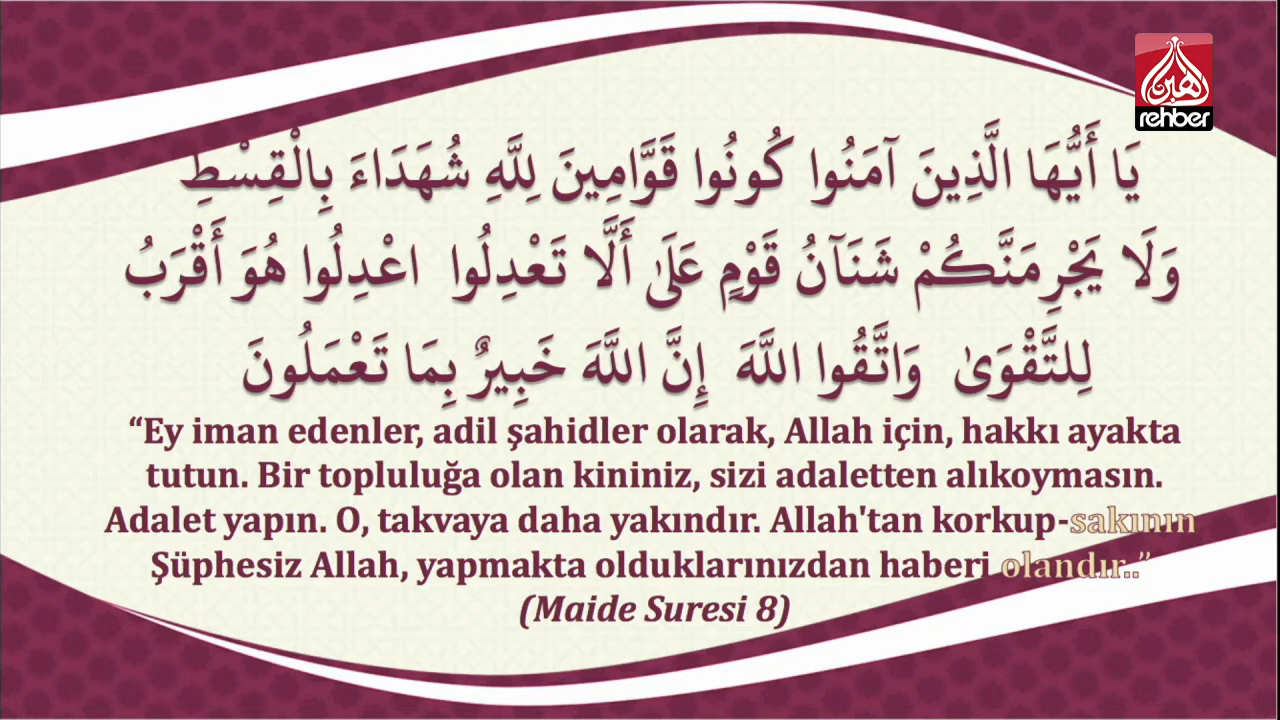 هبر
rehber
يَا أَيُّهَا الَّذِينَ آمَنُوا كُونُوا قَوَّامِينَ لِلَّهِ شُهَدَاءَ بِالْقِسْطِ
وَلَا يَجْرِمَنَّكُمْ شَنَآنُ قَوْمٍ عَلَىٰ أَلَّا تَعْدِلُوا اعْدِلُوا هُوَ أَقْرَبُ
لِلتَّقْوَىٰ وَاتَّقُوا اللَّهَ إِنَّ اللَّهَ خَبِيرٌ بِمَا تَعْمَلُونَ
“Ey iman edenler, adil şahidler olarak, Allah için, hakkı ayakta
tutun. Bir topluluğa olan kininiz, sizi adaletten alıkoymasın.
Adalet yapın. O, takvaya daha yakındır. Allah'tan korkup-sakının
Şüphesiz Allah, yapmakta olduklarınızdan haberi olandır..”
(Maide Suresi 8)